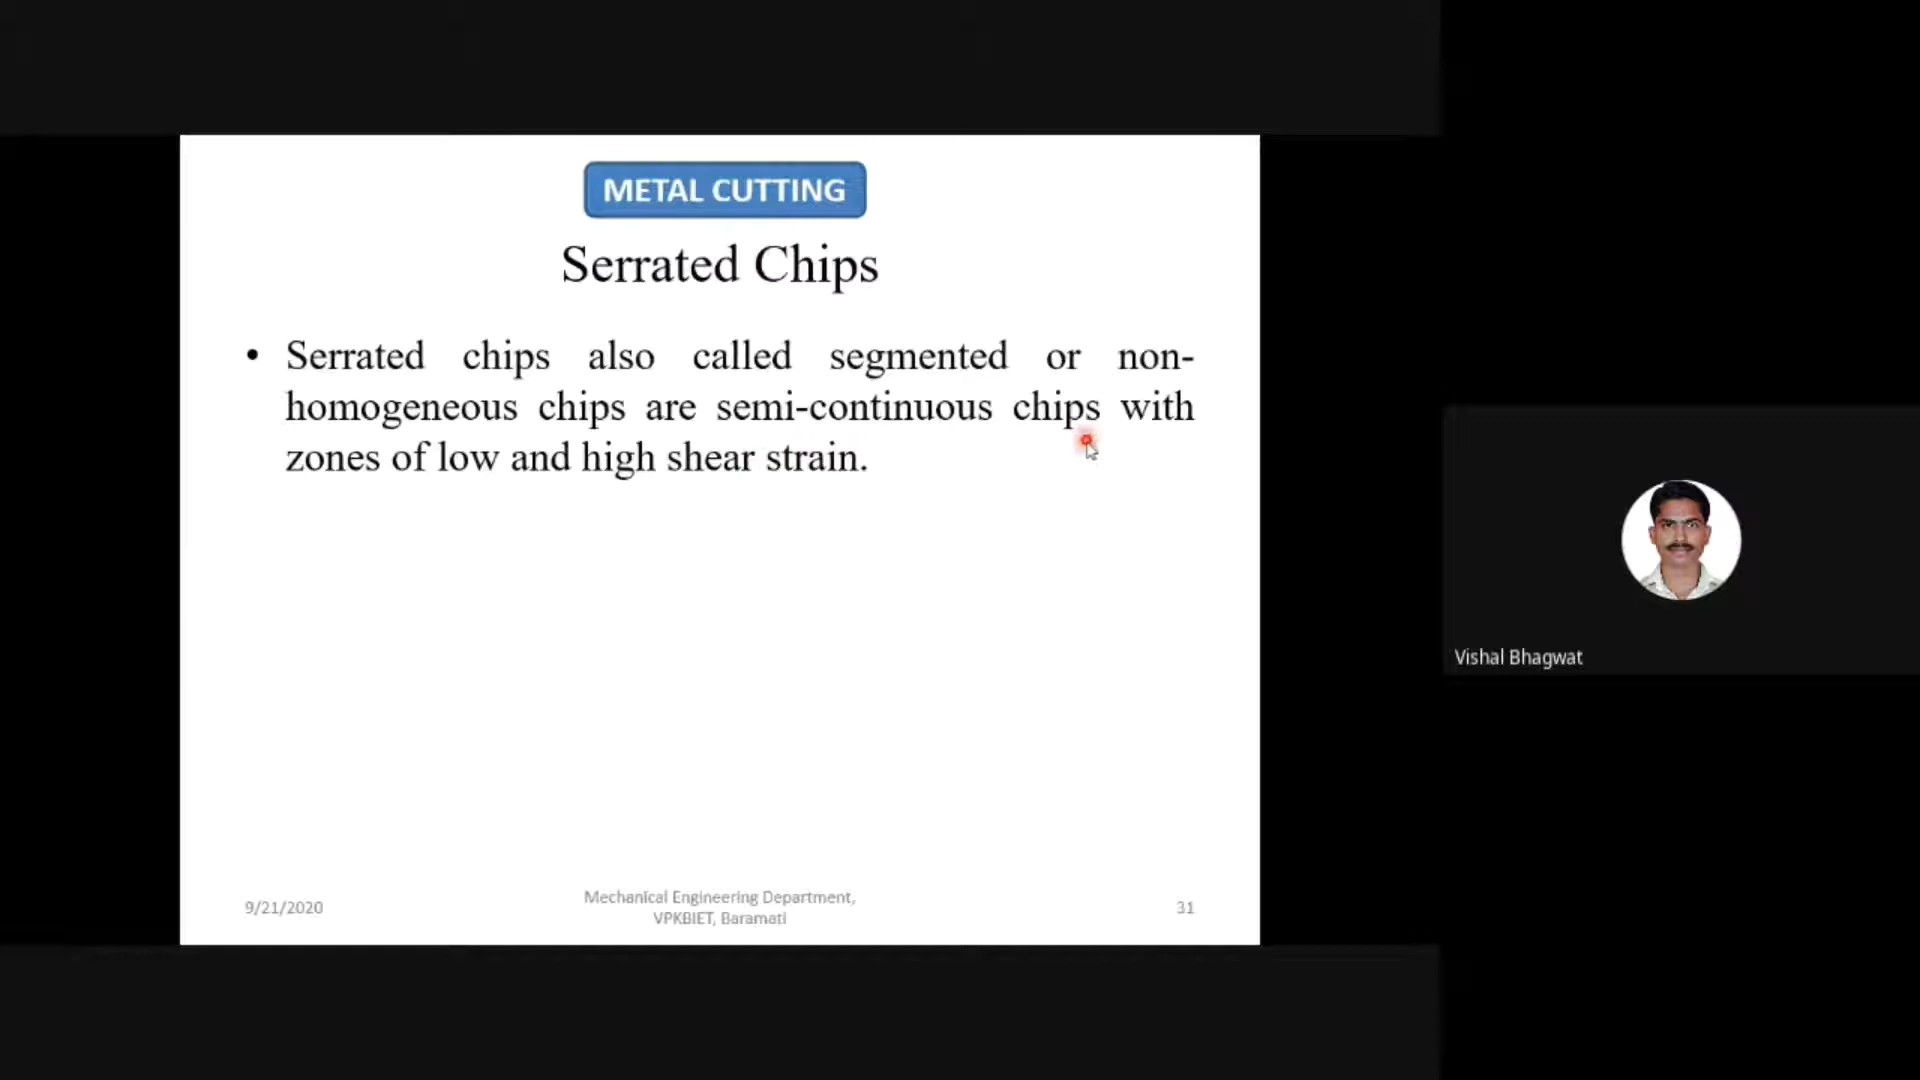 METAL CUTTING
Serrated Chips
• Serrated chips also called segmented or non-
homogeneous chips are semi-continuous chips with
zones of low and high shear strain.
Vishal Bhagwat
9/21/2020
Mechanical Engineering Department,
VPKBIET, Baramati
31